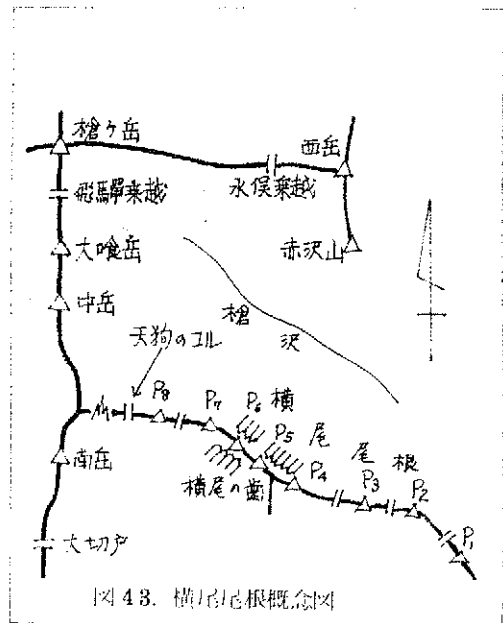 槍ヶ岳
西岳
飛騨乗越
水俣乗越
大喰岳
赤沢山
中岳
槍沢
天狗のコル
P8
P7
P6
P5
P4
P3
P2
P1
横尾尾根
横尾の歯
南岳
大切戸
図43. 横尾尾根概念図